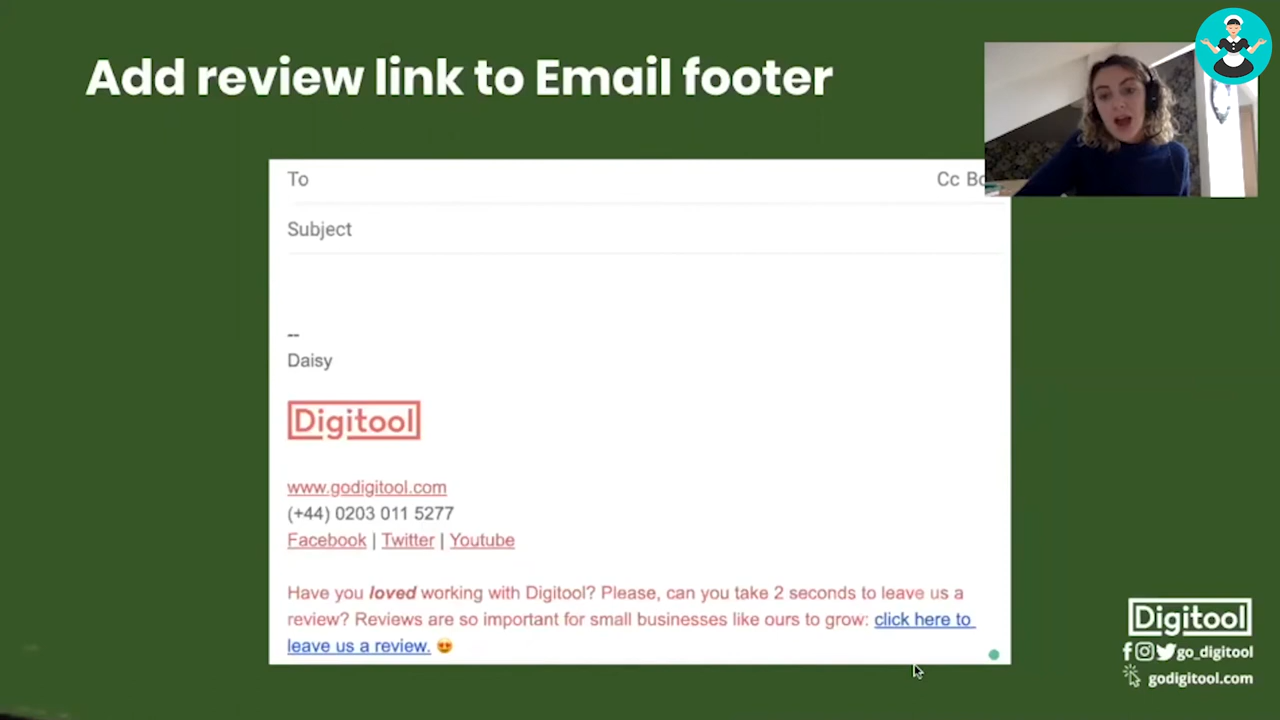 Add review link to Email footer
To
Cc
Subject
--
Daisy
Digitool
www.godigitool.com
(+44) 0203 011 5277
Facebook | Twitter | Youtube
Have you loved working with Digitool? Please, can you take 2 seconds to leave us a
review? Reviews are so important for small businesses like ours to grow: click here to
leave us a review. 😍
Digitool
go_digitool
godigitool.com